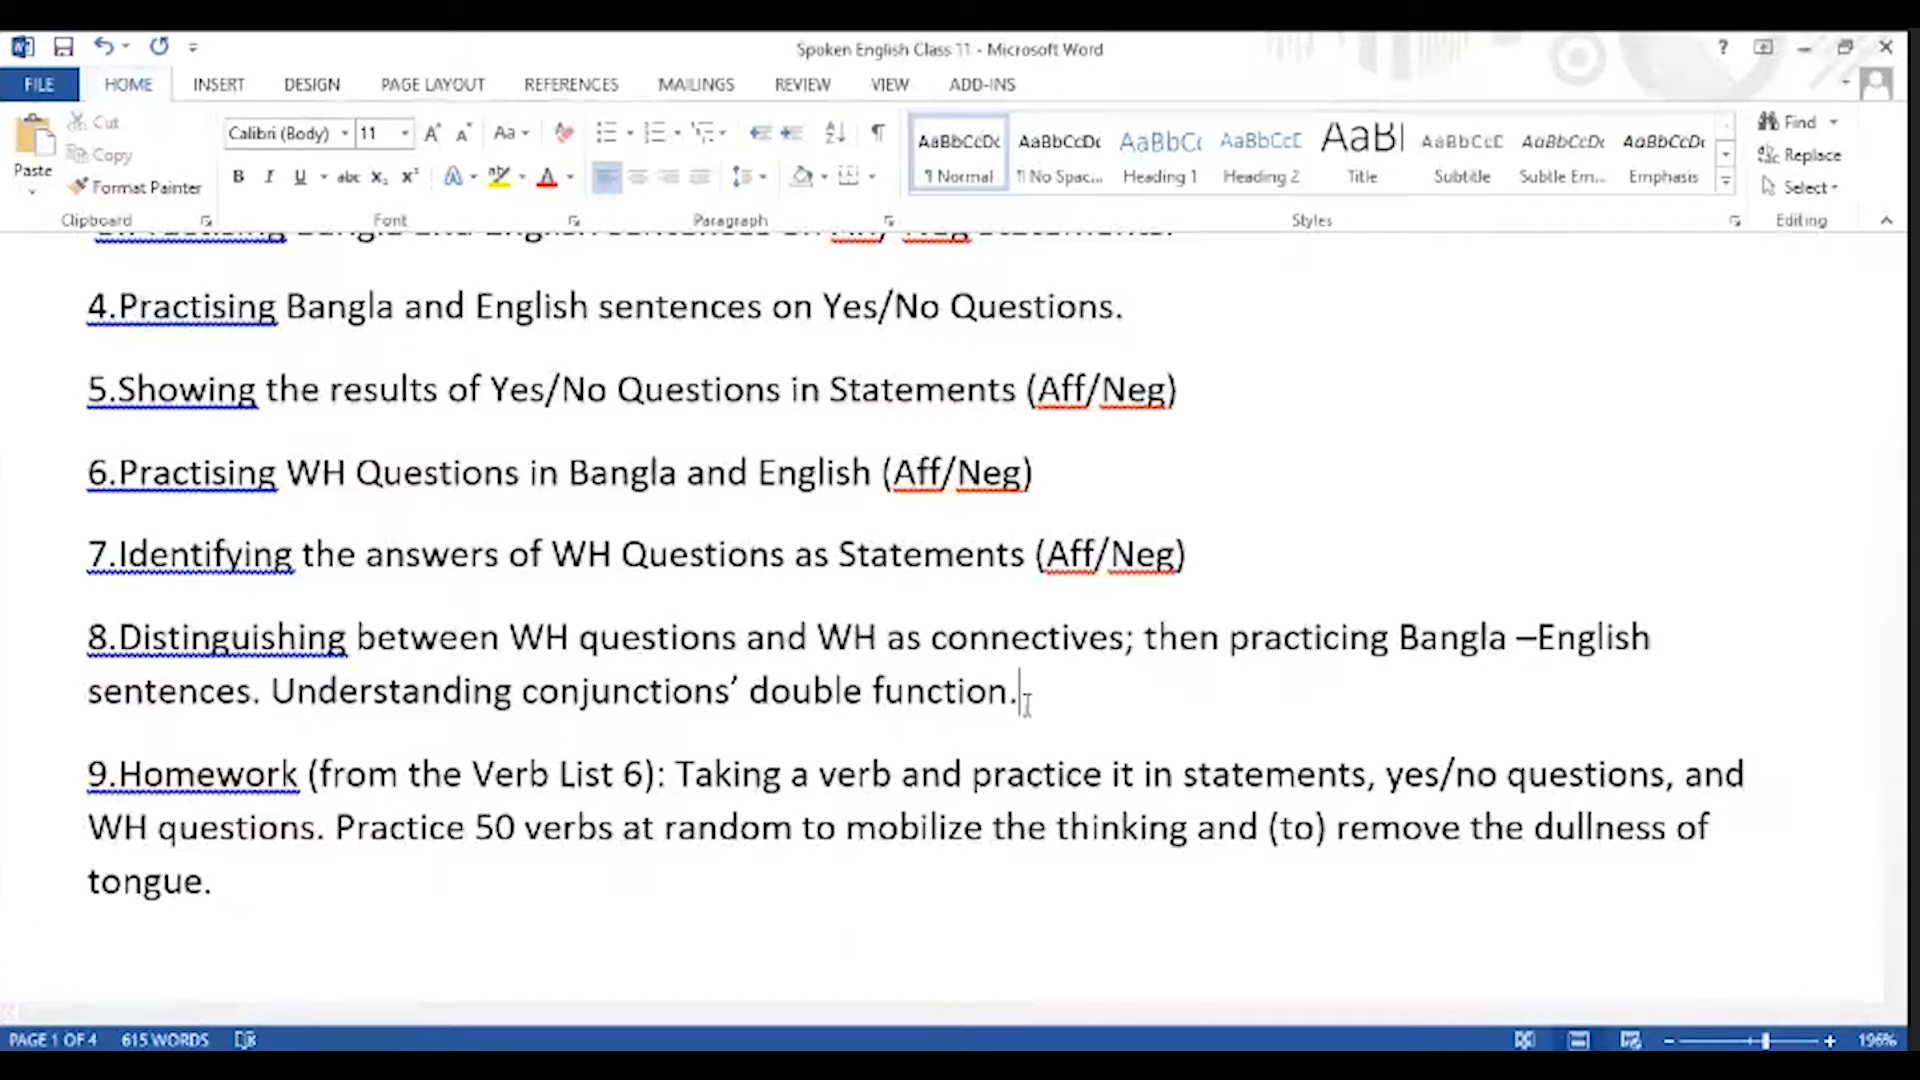 Spoken English Class 11 - Microsoft Word
FILE HOME INSERT DESIGN PAGE LAYOUT REFERENCES MAILINGS REVIEW VIEW ADD-INS
Paste
Cut
Copy
Format Painter
Calibri (Body) 11
AaBbCcDc AaBbCcDc AaBbCc AaBbCcD AaBl AaBbCcC AaBbCcDc AaBbCcDc
¶ Normal ¶ No Spac... Heading 1 Heading 2 Title Subtitle Subtle Em... Emphasis
Find
Replace
Select
Clipboard Font Paragraph Styles Editing
4.Practising Bangla and English sentences on Yes/No Questions.
5.Showing the results of Yes/No Questions in Statements (Aff/Neg)
6.Practising WH Questions in Bangla and English (Aff/Neg)
7.Identifying the answers of WH Questions as Statements (Aff/Neg)
8.Distinguishing between WH questions and WH as connectives; then practicing Bangla –English
sentences. Understanding conjunctions’ double function.
9.Homework (from the Verb List 6): Taking a verb and practice it in statements, yes/no questions, and
WH questions. Practice 50 verbs at random to mobilize the thinking and (to) remove the dullness of
tongue.
PAGE 1 OF 4 615 WORDS 196%